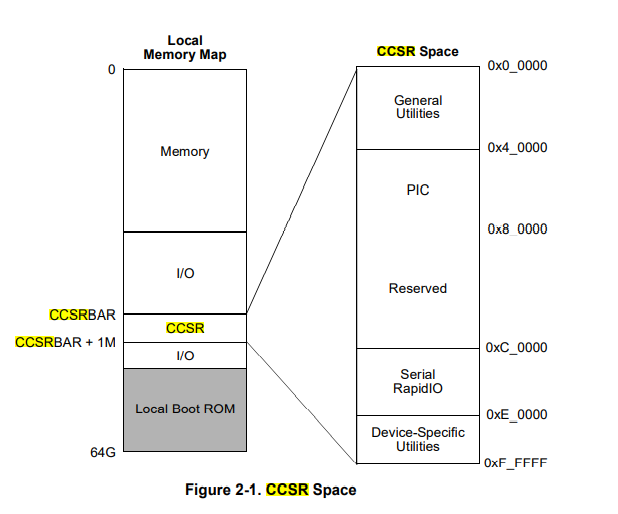 Local
Memory Map
0
Memory
I/O
CCSRBAR
CCSR
CCSRBAR + 1M
I/O
Local Boot ROM
64G
CCSR Space
0x0_0000
General
Utilities
0x4_0000
PIC
0x8_0000
Reserved
0xC_0000
Serial
RapidIO
0xE_0000
Device-Specific
Utilities
0xF_FFFF
Figure 2-1. CCSR Space